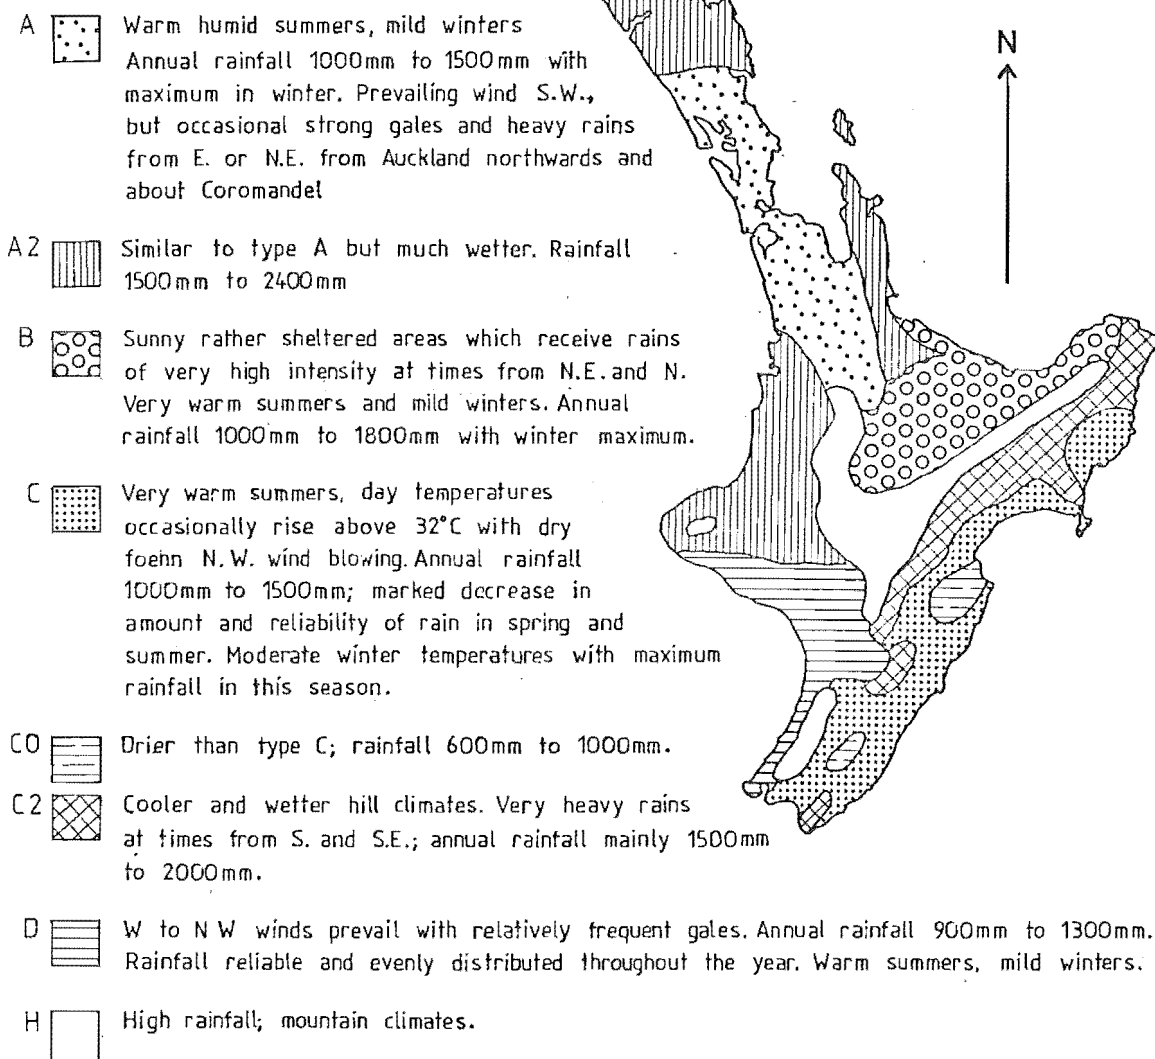 A Warm humid summers, mild winters
Annual rainfall 1000mm to 1500mm with
maximum in winter. Prevailing wind S.W.,
but occasional strong gales and heavy rains
from E. or N.E. from Auckland northwards and
about Coromandel
N
A2 Similar to type A but much wetter. Rainfall
1500mm to 2400mm
B Sunny rather sheltered areas which receive rains
of very high intensity at times from N.E. and N.
Very warm summers and mild winters. Annual
rainfall 1000mm to 1800mm with winter maximum.
C Very warm summers, day temperatures
occasionally rise above 32°C with dry
foehn N.W. wind blowing. Annual rainfall
1000mm to 1500mm; marked decrease in
amount and reliability of rain in spring and
summer. Moderate winter temperatures with maximum
rainfall in this season.
C0 Drier than type C; rainfall 600mm to 1000mm.
C2 Cooler and wetter hill climates. Very heavy rains
at times from S. and S.E.; annual rainfall mainly 1500mm
to 2000mm.
D W to N W winds prevail with relatively frequent gales. Annual rainfall 900mm to 1300mm.
Rainfall reliable and evenly distributed throughout the year. Warm summers, mild winters.
H High rainfall; mountain climates.